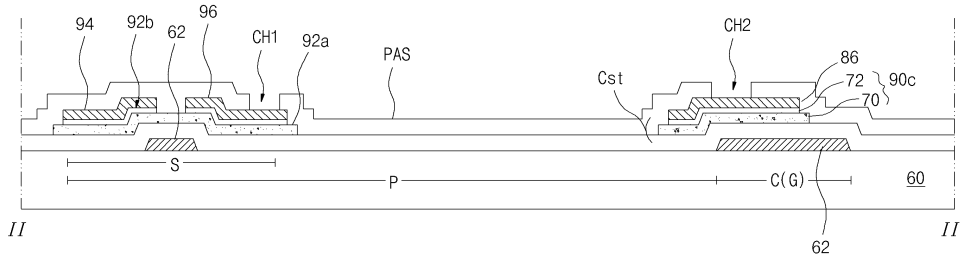 94
92b
62
96
CH1
92a
PAS
Cst
CH2
86
72
90c
70
S
P
C(G)
60
II
62
II